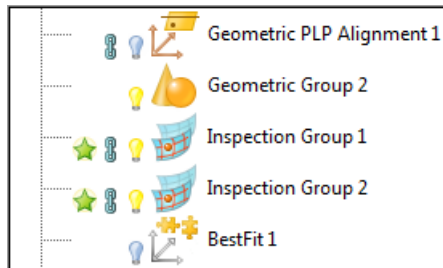 Geometric PLP Alignment 1
Geometric Group 2
Inspection Group 1
Inspection Group 2
BestFit 1